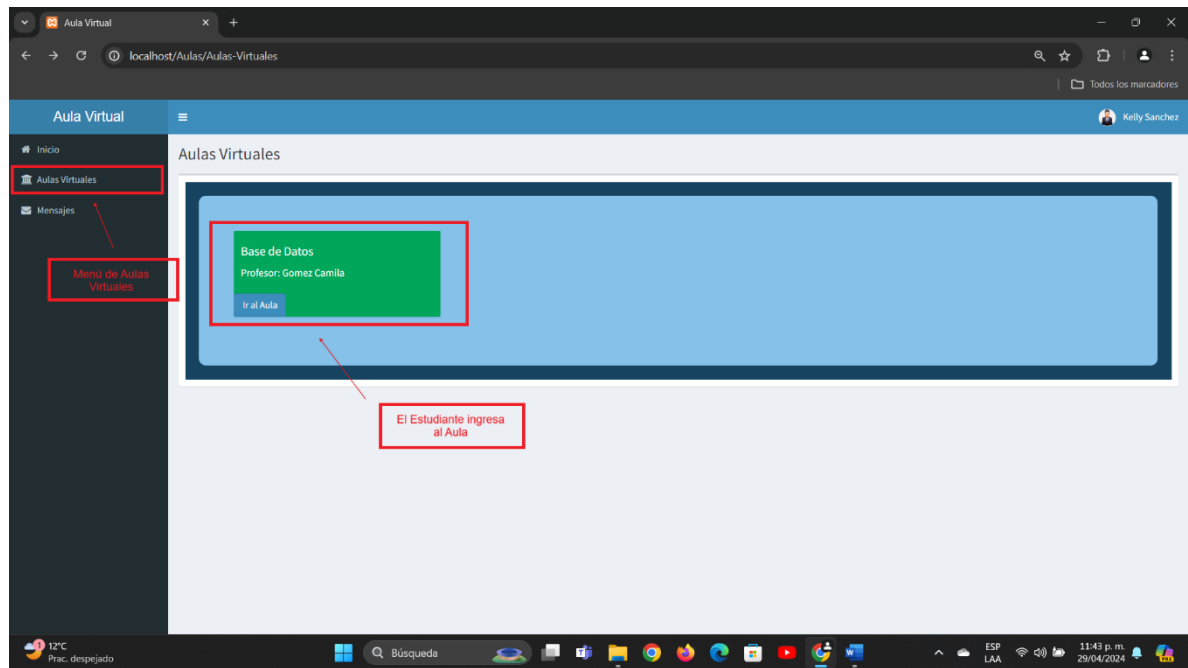 Aula Virtual
localhost/Aulas/Aulas-Virtuales
Todos los marcadores
Aula Virtual
Kelly Sanchez
Inicio
Aulas Virtuales
Aulas Virtuales
Mensajes
Base de Datos
Profesor: Gomez Camila
Ir al Aula
Menú de Aulas
Virtuales
El Estudiante ingresa
al Aula
1
12°C
Prac. despejado
Búsqueda
ESP
LAA
11:43 p. m.
29/04/2024